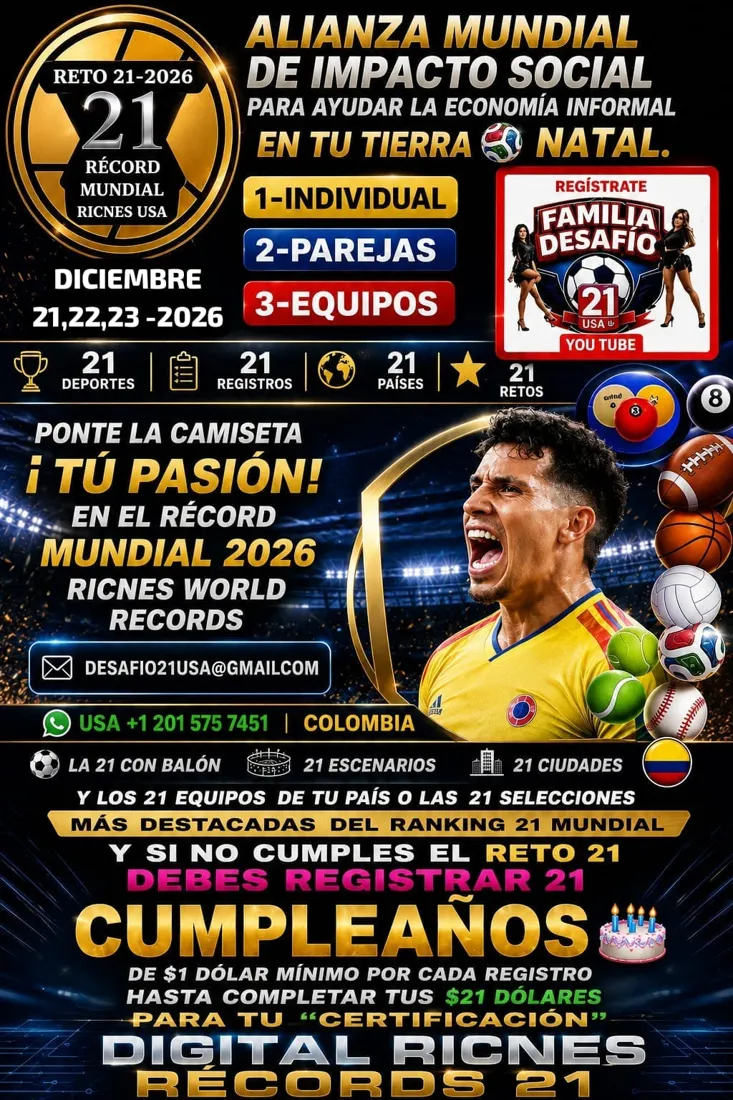 RETO 21-2026
21
RÉCORD
MUNDIAL
RICNES USA
ALIANZA MUNDIAL
DE IMPACTO SOCIAL
PARA AYUDAR LA ECONOMÍA INFORMAL
EN TU TIERRA NATAL.
1-INDIVIDUAL
2-PAREJAS
3-EQUIPOS
DICIEMBRE
21,22,23 -2026
REGÍSTRATE
FAMILIA
DESAFÍO
21
USA
YOU TUBE
21
DEPORTES
21
REGISTROS
21
PAÍSES
21
RETOS
8
3
PONTE LA CAMISETA
¡ TÚ PASIÓN!
EN EL RÉCORD
MUNDIAL 2026
RICNES WORLD
RECORDS
DESAFIO21USA@GMAILCOM
USA +1 201 575 7451 | COLOMBIA
LA 21 CON BALÓN
21 ESCENARIOS
21 CIUDADES
Y LOS 21 EQUIPOS DE TU PAÍS O LAS 21 SELECCIONES
MÁS DESTACADAS DEL RANKING 21 MUNDIAL
Y SI NO CUMPLES EL RETO 21
DEBES REGISTRAR 21
CUMPLEAÑOS
DE $1 DÓLAR MÍNIMO POR CADA REGISTRO
HASTA COMPLETAR TUS $21 DÓLARES
PARA TU “CERTIFICACIÓN”
DIGITAL RICNES
RÉCORDS 21